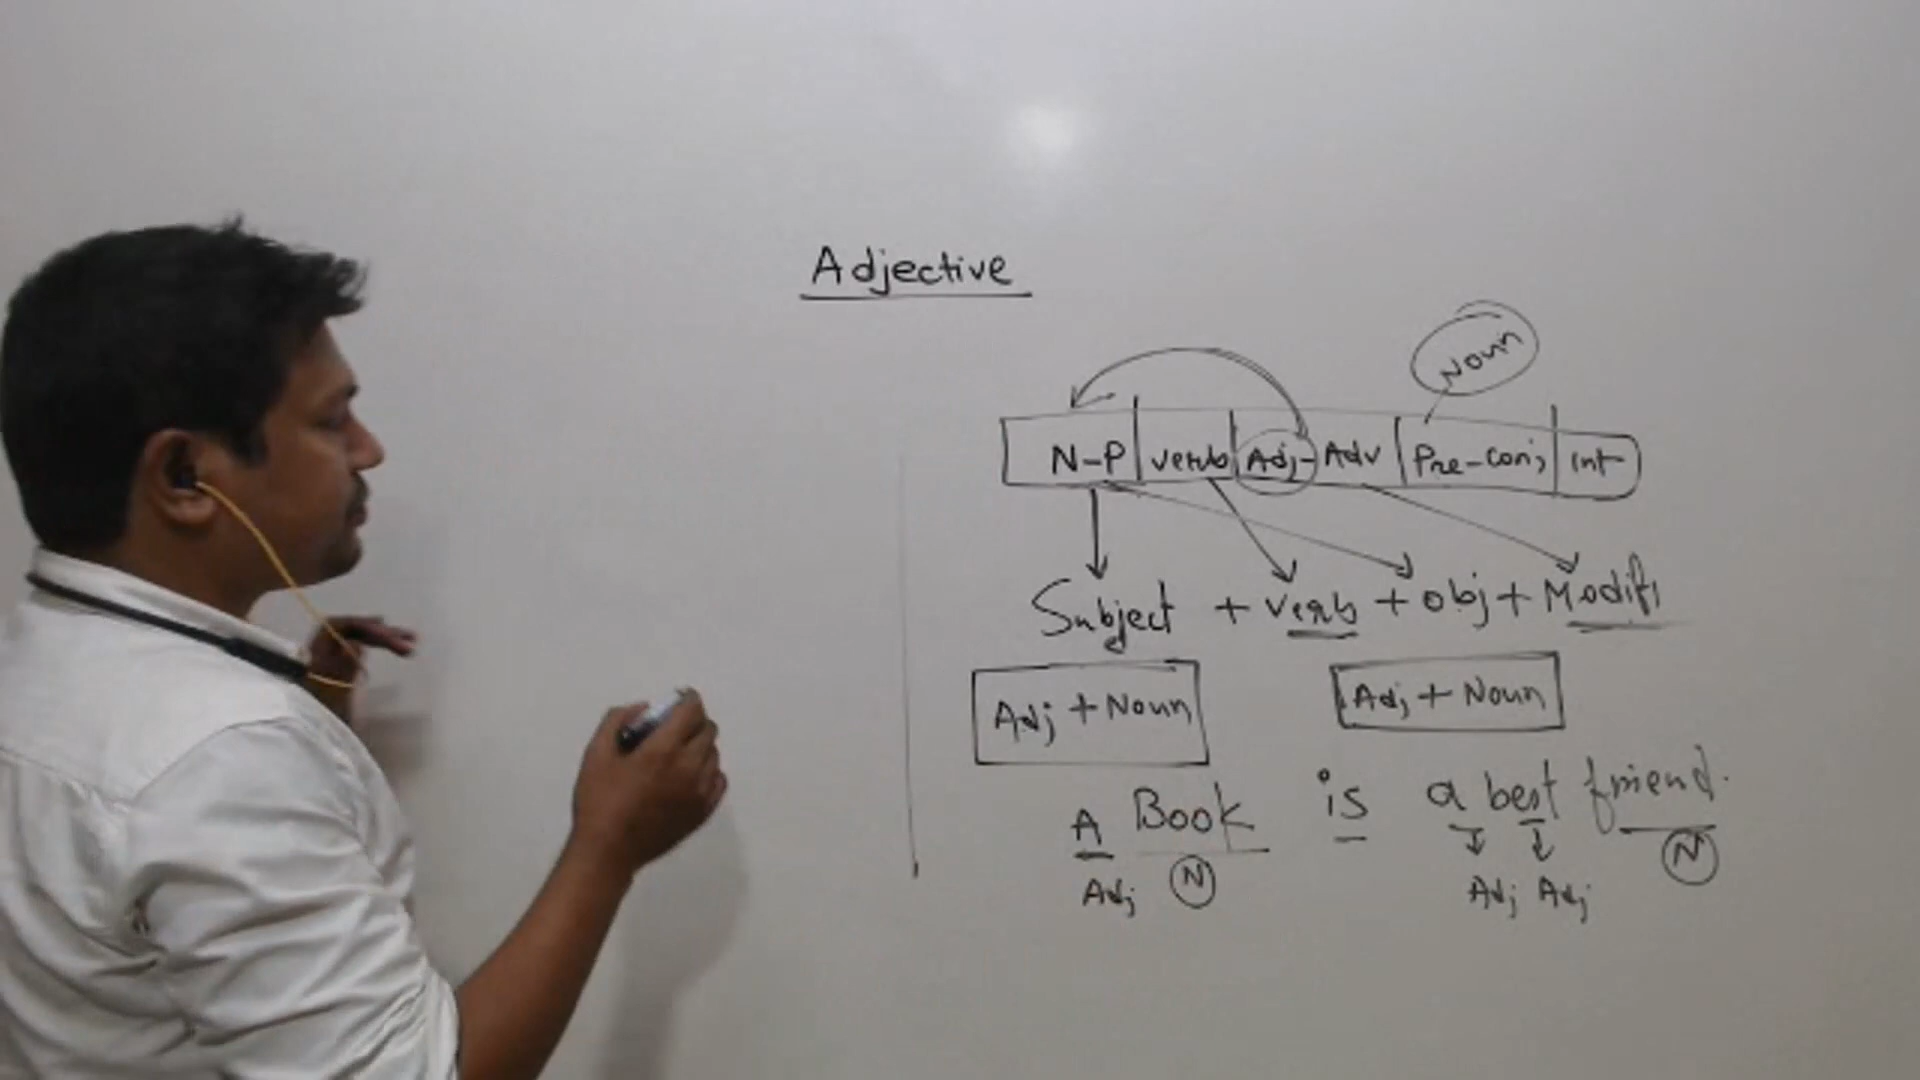 Adjective
Noun
N-P | Verb | Adj - Adv | Pre-Conj | Int
Subject + Verb + Obj + Modifi
Adj + Noun Adj + Noun
A Book is a best friend.
Adj N Adj Adj N